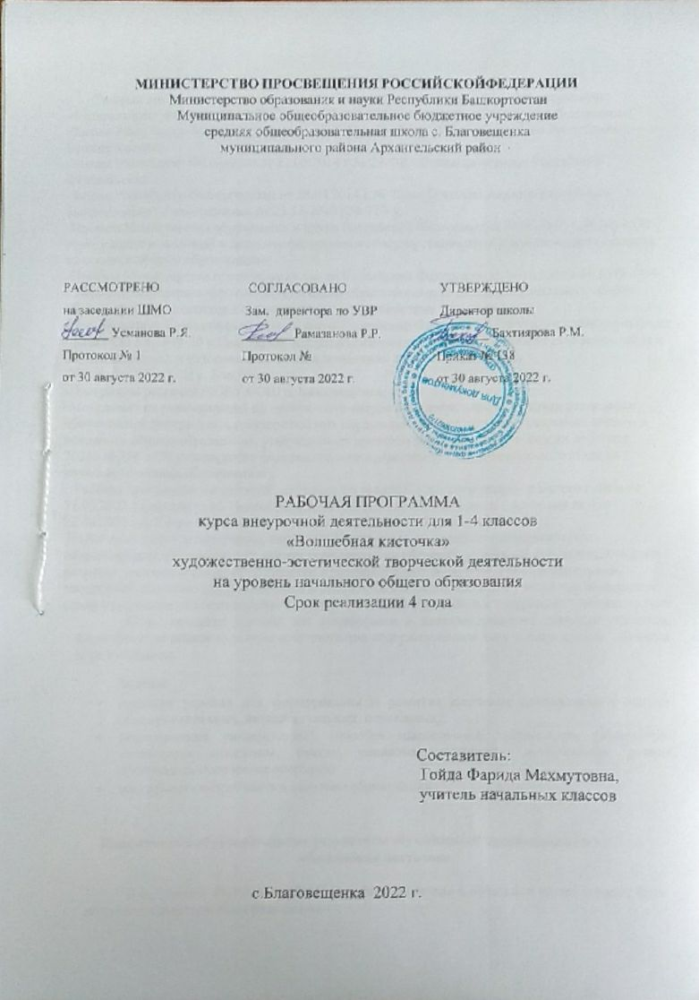 МИНИСТЕРСТВО ПРОСВЕЩЕНИЯ РОССИЙСКОЙФЕДЕРАЦИИ
Министерство образования и науки Республики Башкортостан
Муниципальное общеобразовательное бюджетное учреждение
средняя общеобразовательная школа с. Благовещенка
муниципального района Архангельский район
РАССМОТРЕНО СОГЛАСОВАНО УТВЕРЖДЕНО
на заседании ШМО Зам. директора по УВР Директор школы
Усманова Р.Я. Рамазанова Р.Р. Бахтиярова Р.М.
Протокол № 1 Протокол № Приказ № 138
от 30 августа 2022 г. от 30 августа 2022 г. от 30 августа 2022 г.
Для документов
РАБОЧАЯ ПРОГРАММА
курса внеурочной деятельности для 1-4 классов
«Волшебная кисточка»
художественно-эстетической творческой деятельности
на уровень начального общего образования
Срок реализации 4 года
Составитель:
Гойда Фарида Махмутовна,
учитель начальных классов
с.Благовещенка 2022 г.